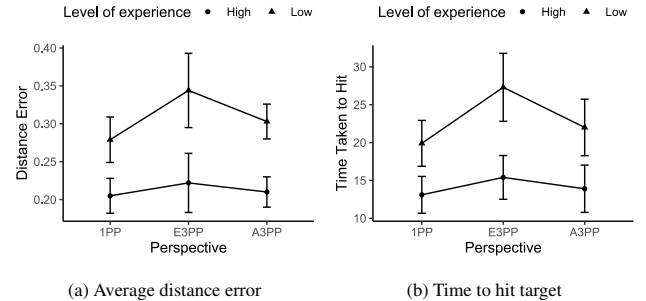 Level of experience High Low
0.40
0.35
0.30
0.25
0.20
Distance Error
1PP E3PP A3PP
Perspective
(a) Average distance error
Level of experience High Low
30
25
20
15
10
Time Taken to Hit
1PP E3PP A3PP
Perspective
(b) Time to hit target